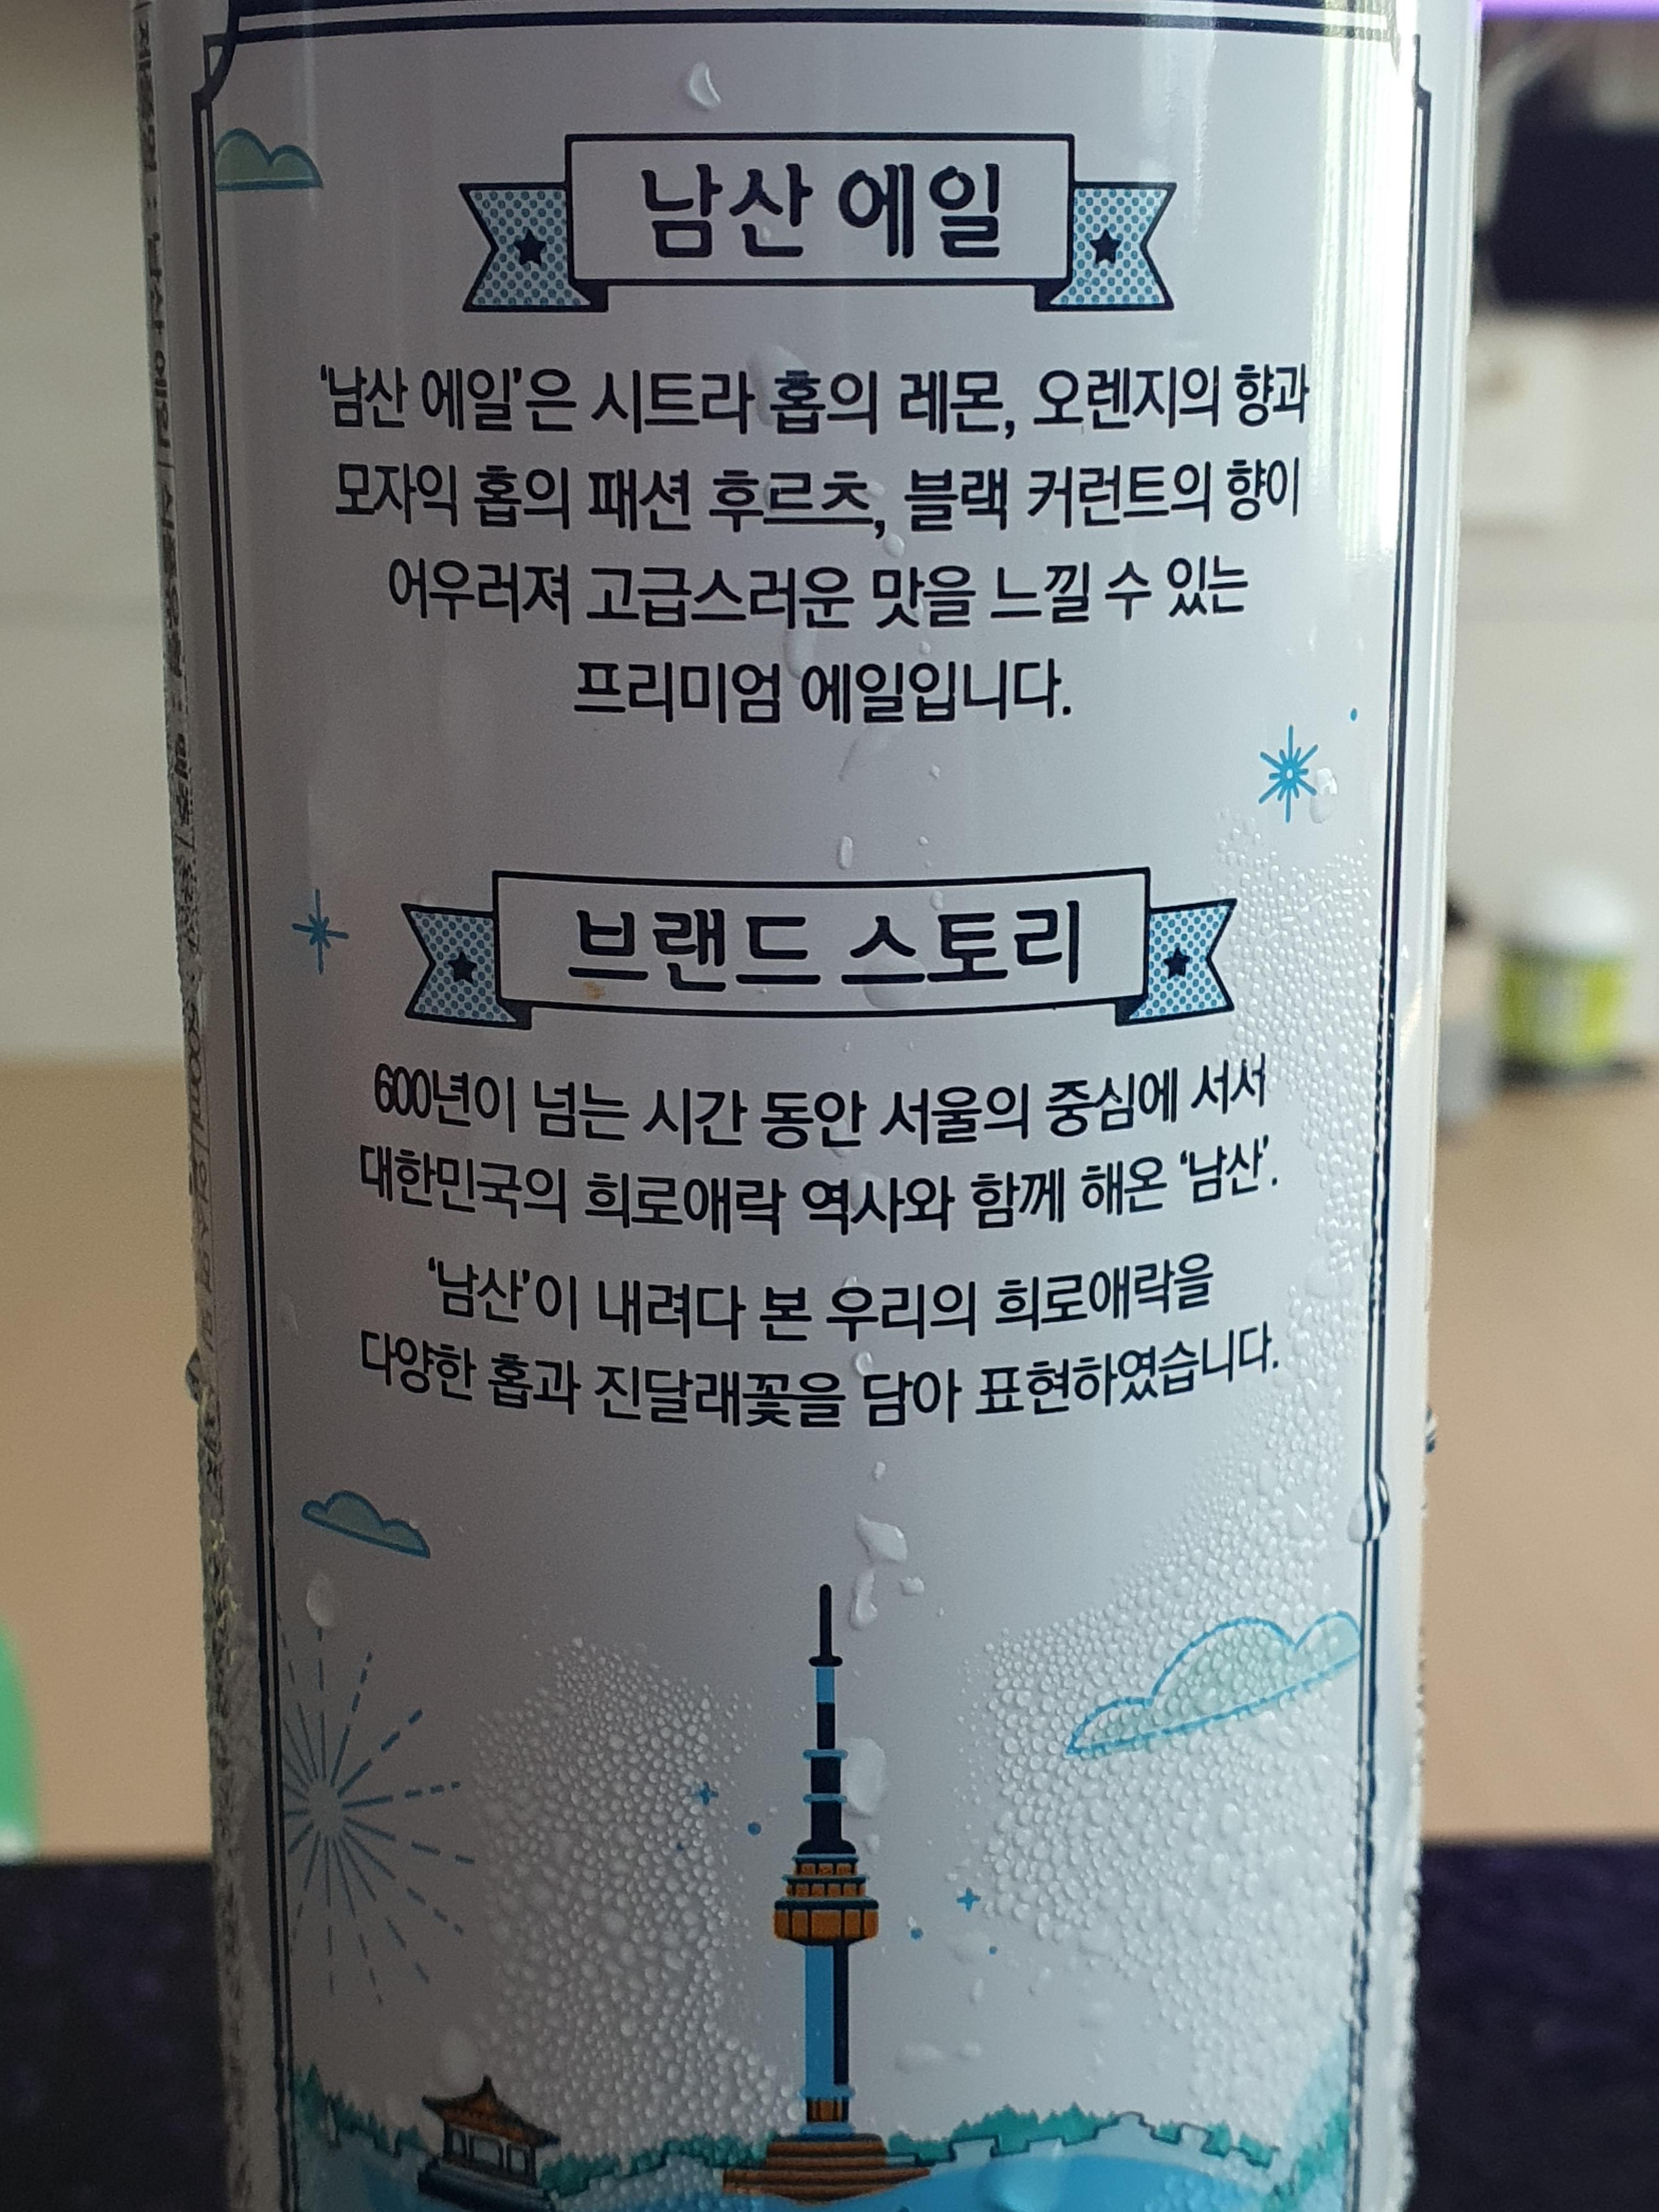 남산 에일
'남산 에일'은 시트라 홉의 레몬, 오렌지의 향과
모자익 홉의 패션 후르츠, 블랙 커런트의 향이
어우러져 고급스러운 맛을 느낄 수 있는
프리미엄 에일입니다.
브랜드 스토리
600년이 넘는 시간 동안 서울의 중심에 서서
대한민국의 희로애락 역사와 함께 해온 '남산'.
'남산'이 내려다 본 우리의 희로애락을
다양한 홉과 진달래꽃을 담아 표현하였습니다.